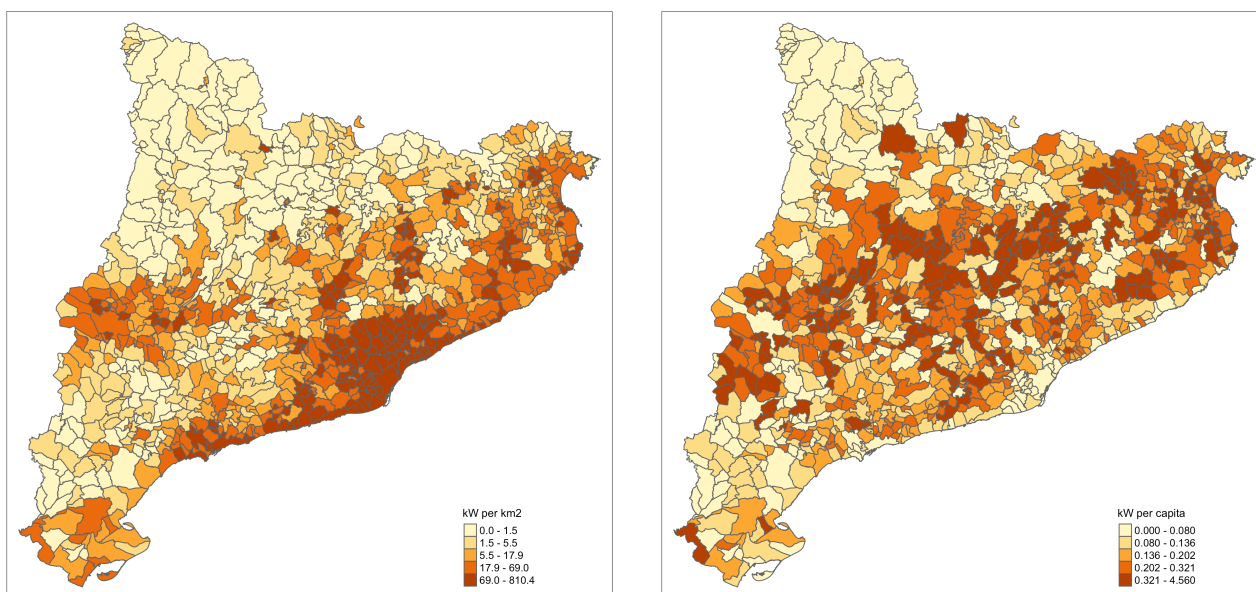 kW per km2
0.0 - 1.5
1.5 - 5.5
5.5 - 17.9
17.9 - 69.0
69.0 - 810.4
kW per capita
0.000 - 0.080
0.080 - 0.136
0.136 - 0.202
0.202 - 0.321
0.321 - 4.560